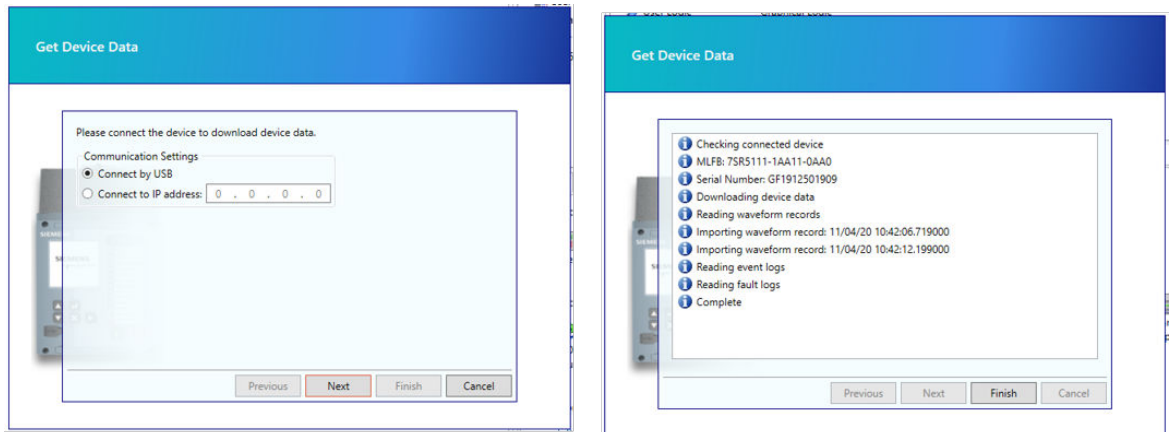 Get Device Data
Please connect the device to download device data.
Communication Settings
Connect by USB
Connect to IP address: 0 . 0 . 0 . 0
Previous Next Finish Cancel
Get Device Data
Checking connected device
MLFB: 7SR5111-1AA11-0AA0
Serial Number: GF1912501909
Downloading device data
Reading waveform records
Importing waveform record: 11/04/20 10:42:06.719000
Importing waveform record: 11/04/20 10:42:12.199000
Reading event logs
Reading fault logs
Complete
Previous Next Finish Cancel